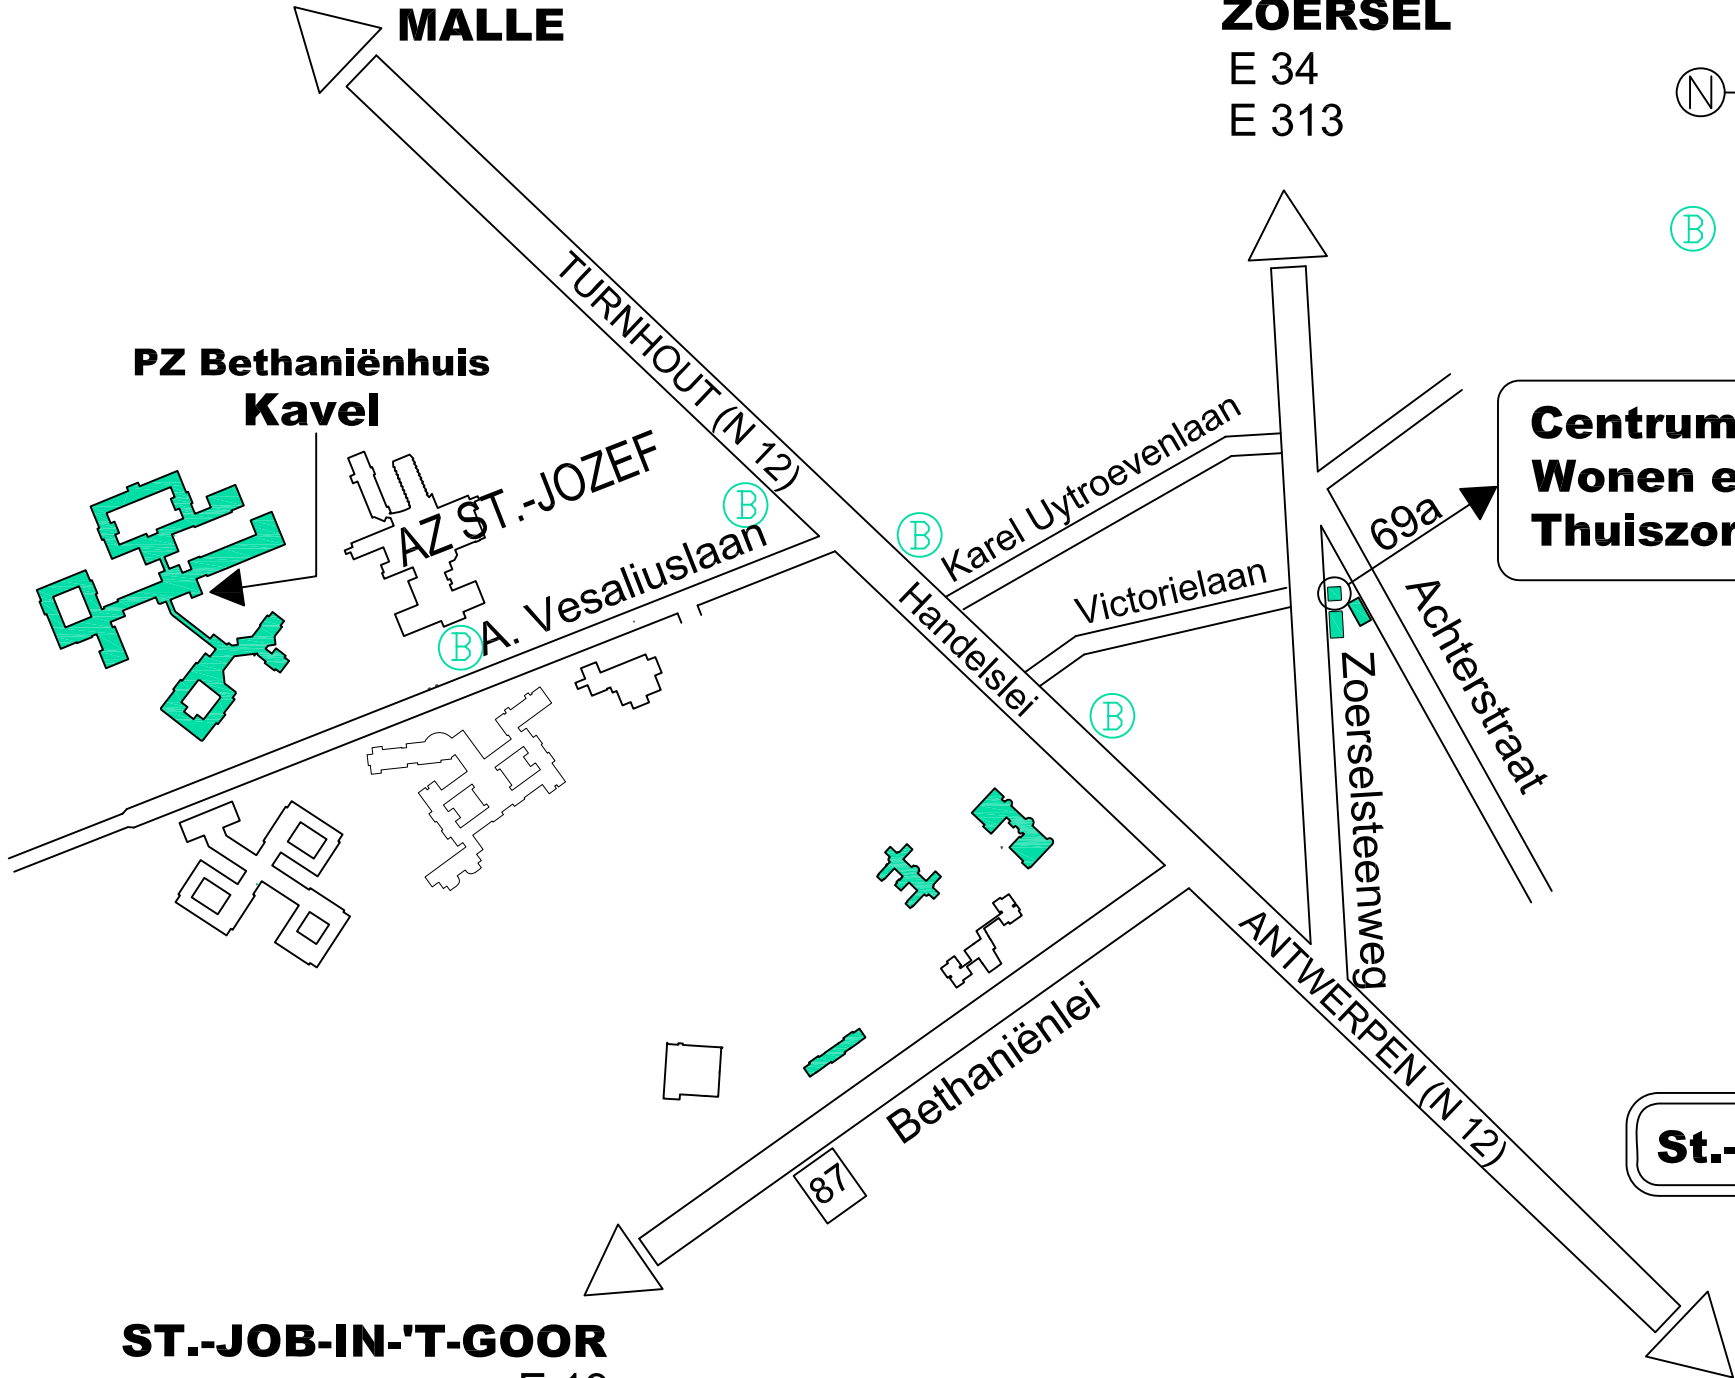 MALLE
ZOERSEL
E 34
E 313
N
B
TURNHOUT (N 12)
PZ Bethaniënhuis
Kavel
AZ ST.-JOZEF
B
B
Karel Uytroevenlaan
Centrum
Wonen e
Thuiszor
69a
A. Vesaliuslaan
B
Handelslei
Victorielaan
Achterstraat
B
Zoerselsteenweg
ANTWERPEN (N 12)
Bethaniënlei
87
St.-
ST.-JOB-IN-'T-GOOR